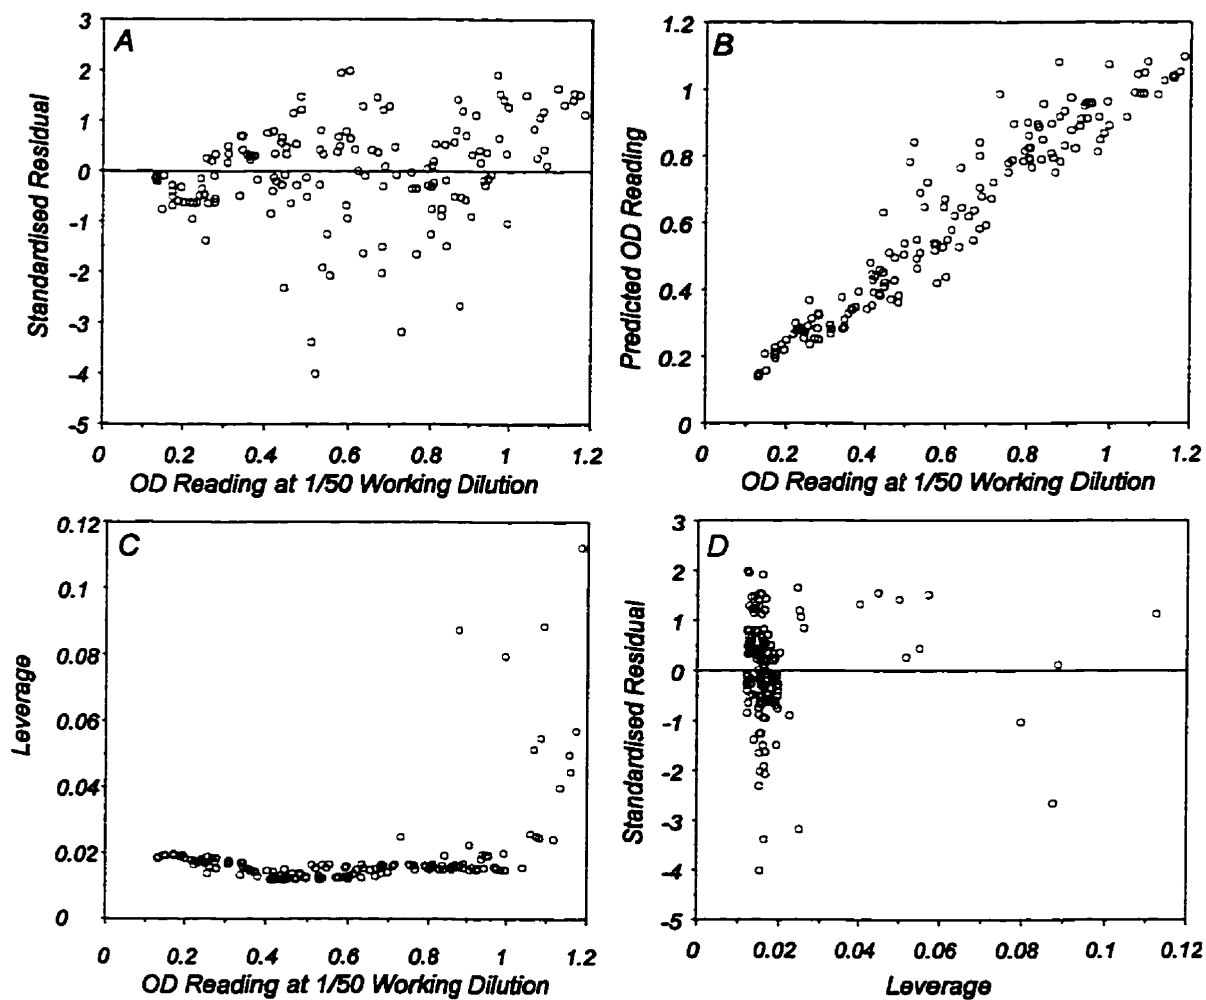 A
Standardised Residual
3
2
1
0
-1
-2
-3
-4
-5
0 0.2 0.4 0.6 0.8 1 1.2
OD Reading at 1/50 Working Dilution
B
Predicted OD Reading
1.2
1
0.8
0.6
0.4
0.2
0
0 0.2 0.4 0.6 0.8 1 1.2
OD Reading at 1/50 Working Dilution
C
Leverage
0.12
0.1
0.08
0.06
0.04
0.02
0
0 0.2 0.4 0.6 0.8 1 1.2
OD Reading at 1/50 Working Dilution
D
Standardised Residual
3
2
1
0
-1
-2
-3
-4
-5
0 0.02 0.04 0.06 0.08 0.1 0.12
Leverage